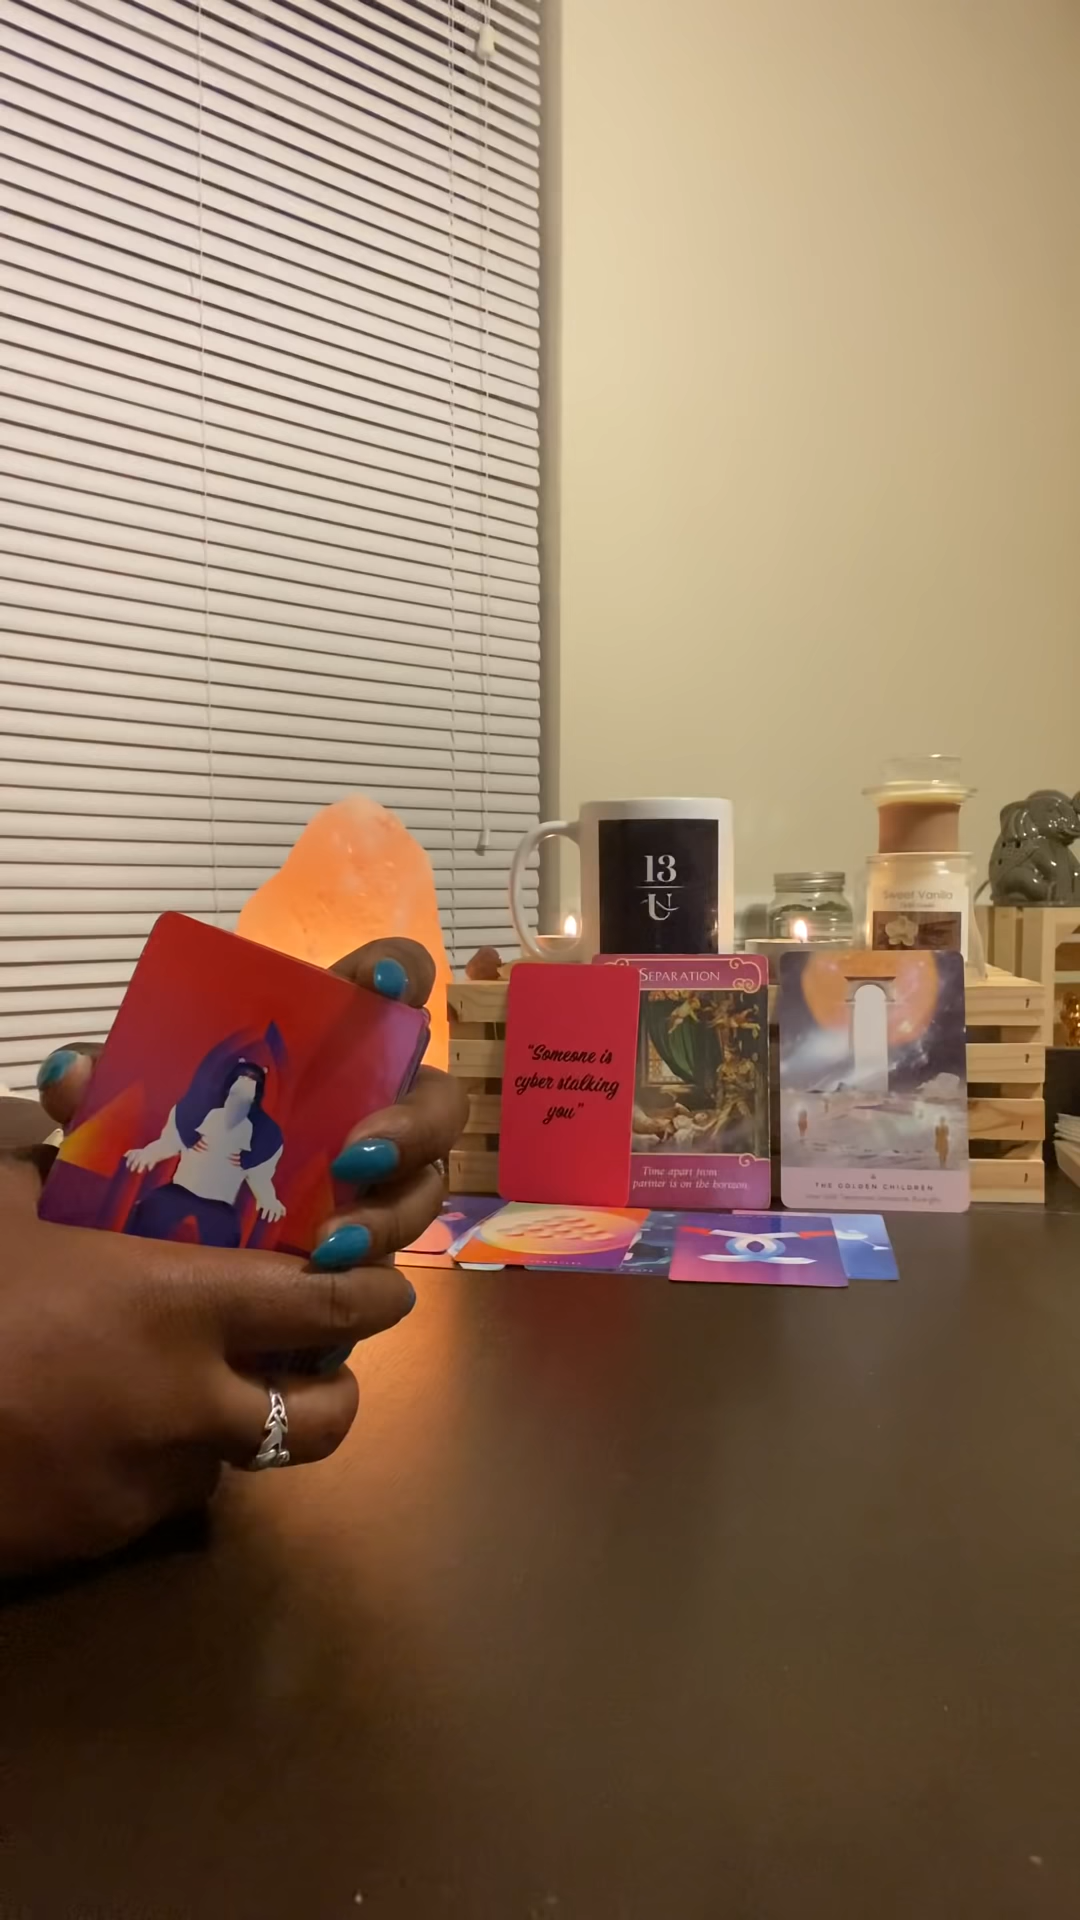 13
U
Sweet Vanilla
"Someone is
cyber stalking
you"
SEPARATION
Time apart from
partner is on the horizon.
THE GOLDEN CHILDREN